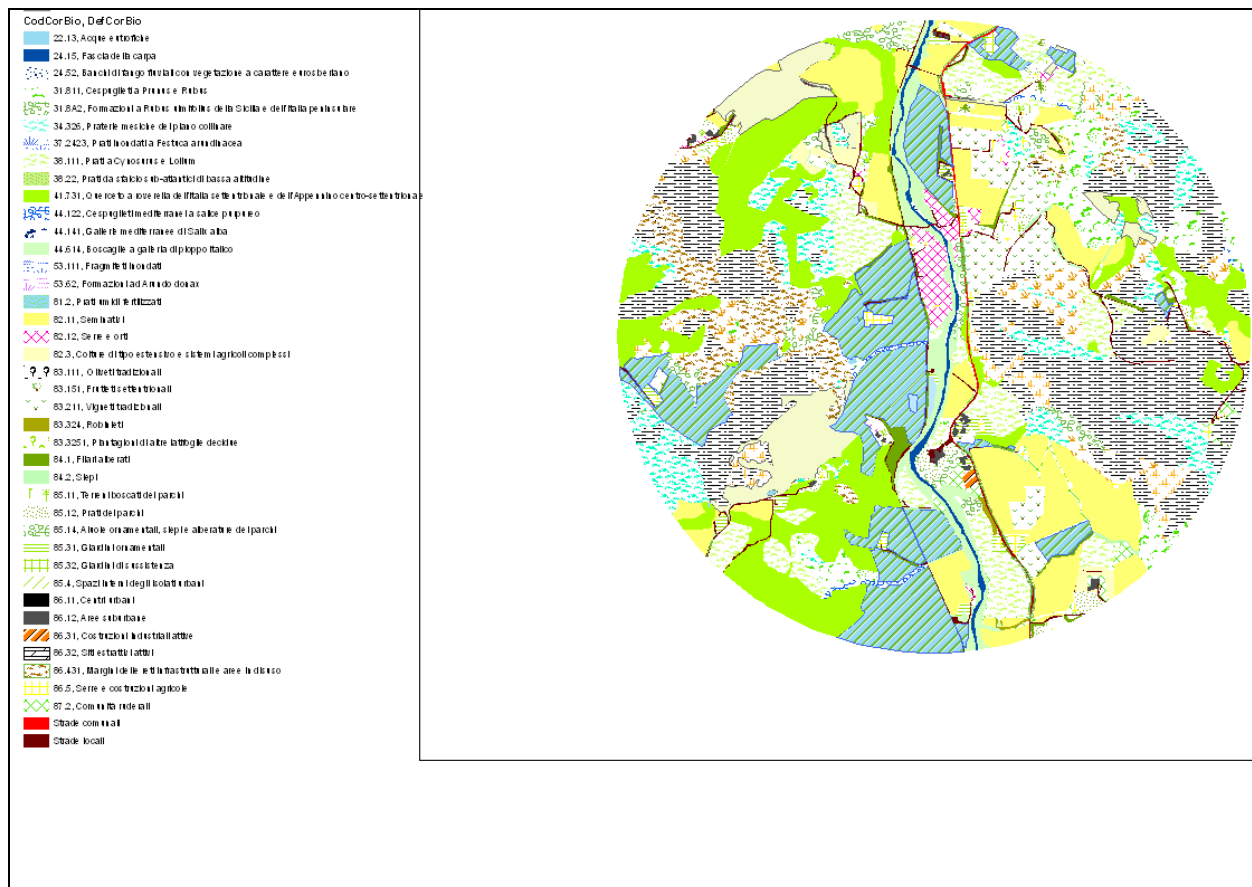 CodCorBio, DefCorBio
22.13, Acque eutrofiche
24.15, Fascia della carpa
24.52, Banchi di fango fluviali con vegetazione a carattere eurosiberiano
31.811, Cespuglieti a Prunus e Rubus
31.8A2, Formazioni a Rubus ulmifolius della Sicilia e dell'Italia peninsulare
34.326, Praterie mesiche del piano collinare
37.2423, Prati inondati a Festuca arundinacea
38.111, Prati a Cynosurus e Lolium
38.22, Prati da sfalcio sub-atlantici di bassa altitudine
41.731, Querceto a roverella dell'Italia settentrionale e dell'Appennino centro-settentrional
44.122, Cespuglieti mediterranei a salice purpureo
44.141, Gallerie mediterranee di Salix alba
44.614, Boscaglie a galleria di pioppo italico
53.111, Fragmiteti inondati
53.62, Formazioni ad Arundo donax
81.2, Prati umidi fertilizzati
82.11, Seminativi
82.12, Serre e orti
82.3, Colture di tipo estensivo e sistemi agricoli complessi
83.111, Oliveti tradizionali
83.151, Frutteti settentrionali
83.211, Vigneti tradizionali
83.324, Robinieti
83.3251, Piantagioni di altre latifoglie decidue
84.1, Filari alberati
84.2, Siepi
85.11, Terreni boscati dei parchi
85.12, Prati dei parchi
85.14, Aiuole ornamentali, siepi e alberature dei parchi
85.31, Giardini ornamentali
85.32, Giardini di sussistenza
85.4, Spazi interni degli isolati urbani
86.11, Centri urbani
86.12, Aree suburbane
86.31, Costruzioni industriali attive
86.32, Siti estrattivi attivi
86.431, Margini delle reti infrastrutturali e aree in disuso
86.5, Serre e costruzioni agricole
87.2, Comunità ruderali
Strade comunali
Strade locali